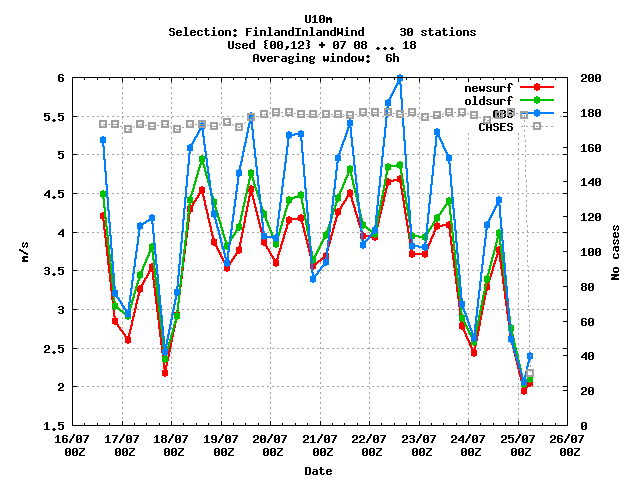 U10m
Selection: FinlandInlandWind     30 stations
Used {00,12} + 07 08 ... 18
Averaging window:  6h
newsurf
oldsurf
OBS
CASES
6
5.5
5
4.5
4
3.5
3
2.5
2
1.5
m/s
200
180
160
140
120
100
80
60
40
20
0
No cases
16/07 17/07 18/07 19/07 20/07 21/07 22/07 23/07 24/07 25/07 26/07
00Z 00Z 00Z 00Z 00Z 00Z 00Z 00Z 00Z 00Z 00Z
Date